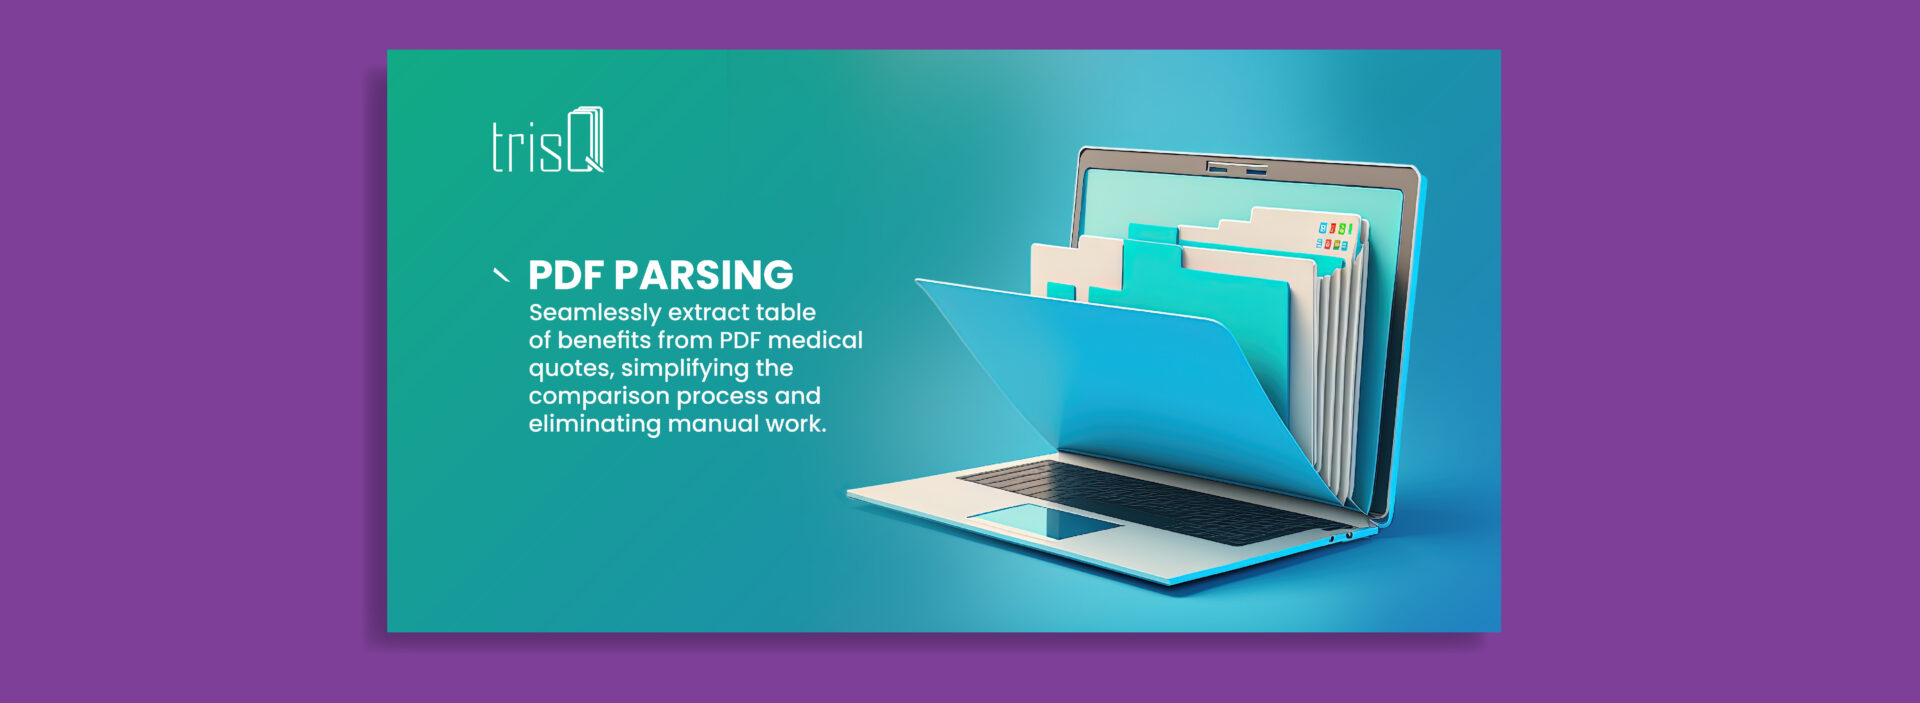 trisQ
PDF PARSING
Seamlessly extract table
of benefits from PDF medical
quotes, simplifying the
comparison process and
eliminating manual work.